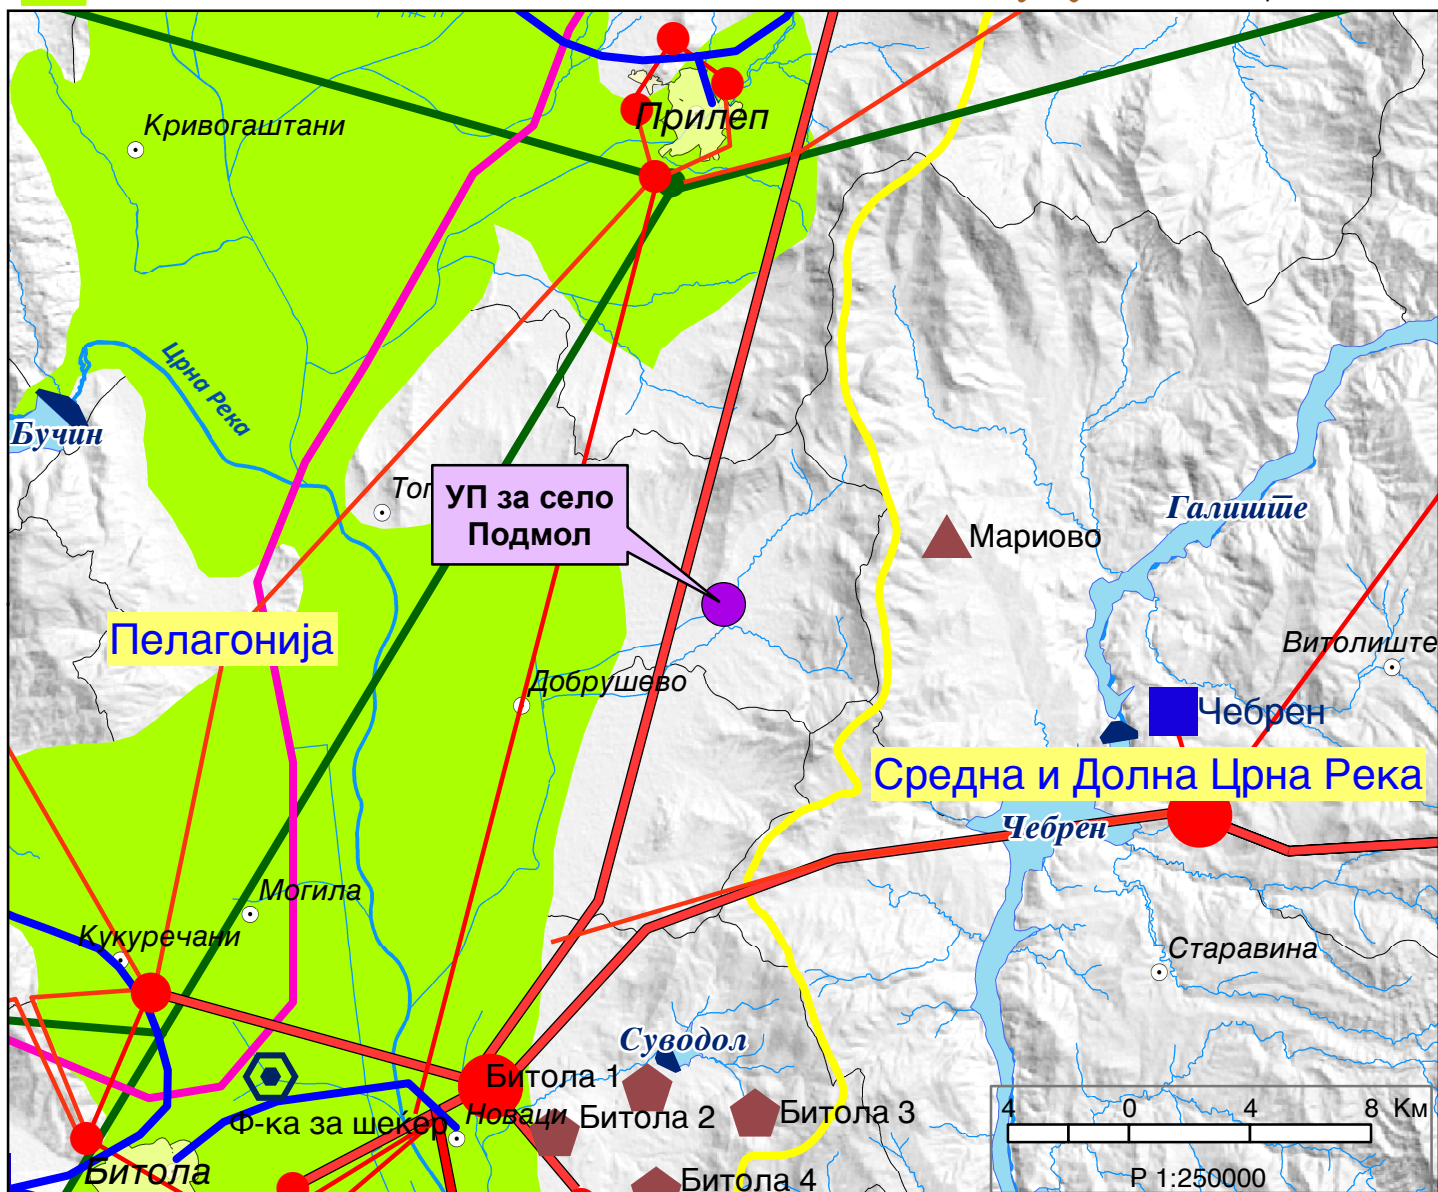 Прилеп
Кривогаштани
Црна Река
Бучин
УП за село
Подмол
Галиште
Мариово
Пелагонија
Витолиште
Добрушево
Чебрен
Средна и Долна Црна Река
Чебрен
Могила
Кукуречани
Старавина
Суводол
Битола 1
Новаци
Битола 2
Битола 3
Ф-ка за шеќер
Битола
Битола 4
4 0 4 8 Км
Р 1:250000